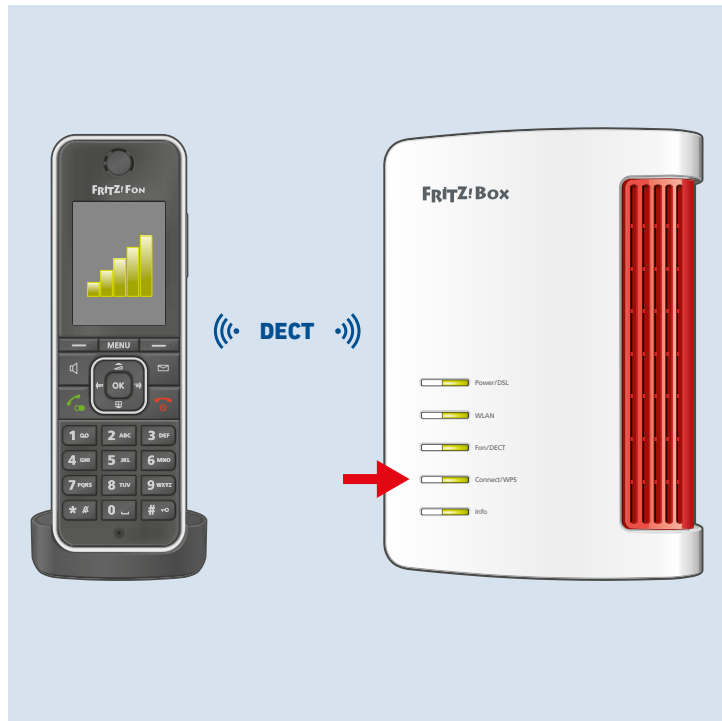 FRITZ! FON
MENU
OK
1
2 ABC
3 DEF
4 GHI
5 JKL
6 MNO
7 PQRS
8 TUV
9 WXYZ
*
0
#
DECT
FRITZ! BOX
Power/DSL
WLAN
Fon/DECT
Connect/WPS
Info